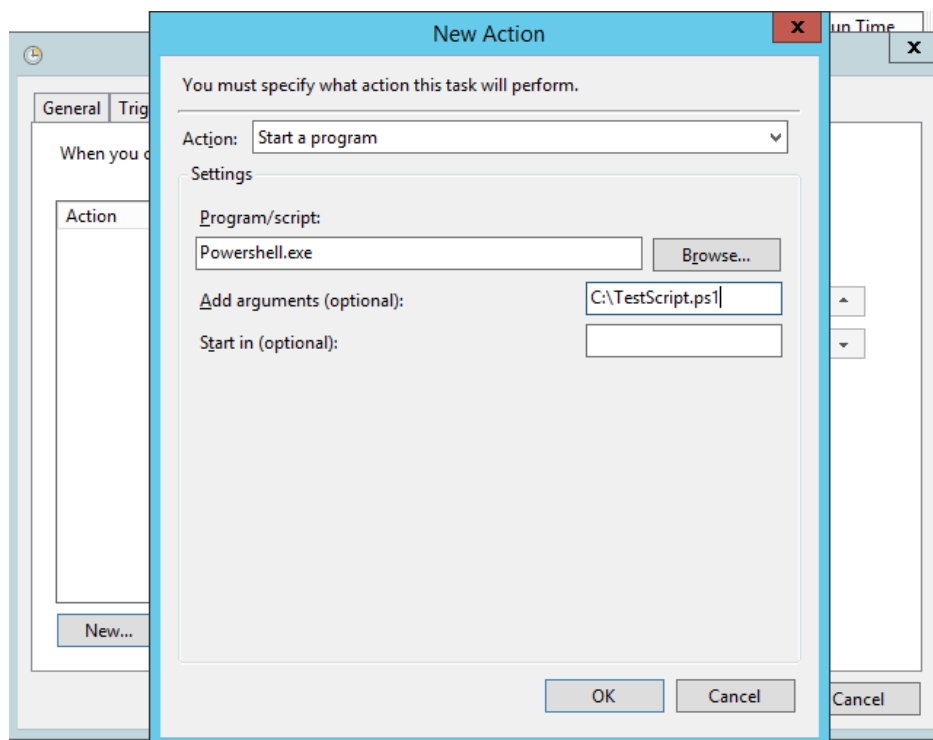 New Action
un Time
x
x
You must specify what action this task will perform.
General
Trig
Action:
Start a program
When you
Settings
Action
Program/script:
Powershell.exe
Browse...
Add arguments (optional):
C:\TestScript.ps1
Start in (optional):
New...
OK
Cancel
Cancel